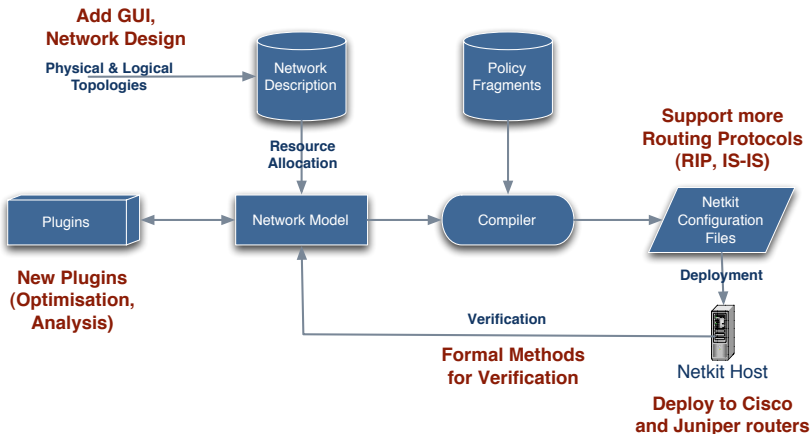 Add GUI,
Network Design
Physical & Logical
Topologies
Network
Description
Policy
Fragments
Resource
Allocation
Support more
Routing Protocols
(RIP, IS-IS)
Plugins
Network Model
Compiler
Netkit
Configuration
Files
New Plugins
(Optimisation,
Analysis)
Deployment
Verification
Formal Methods
for Verification
Netkit Host
Deploy to Cisco
and Juniper routers